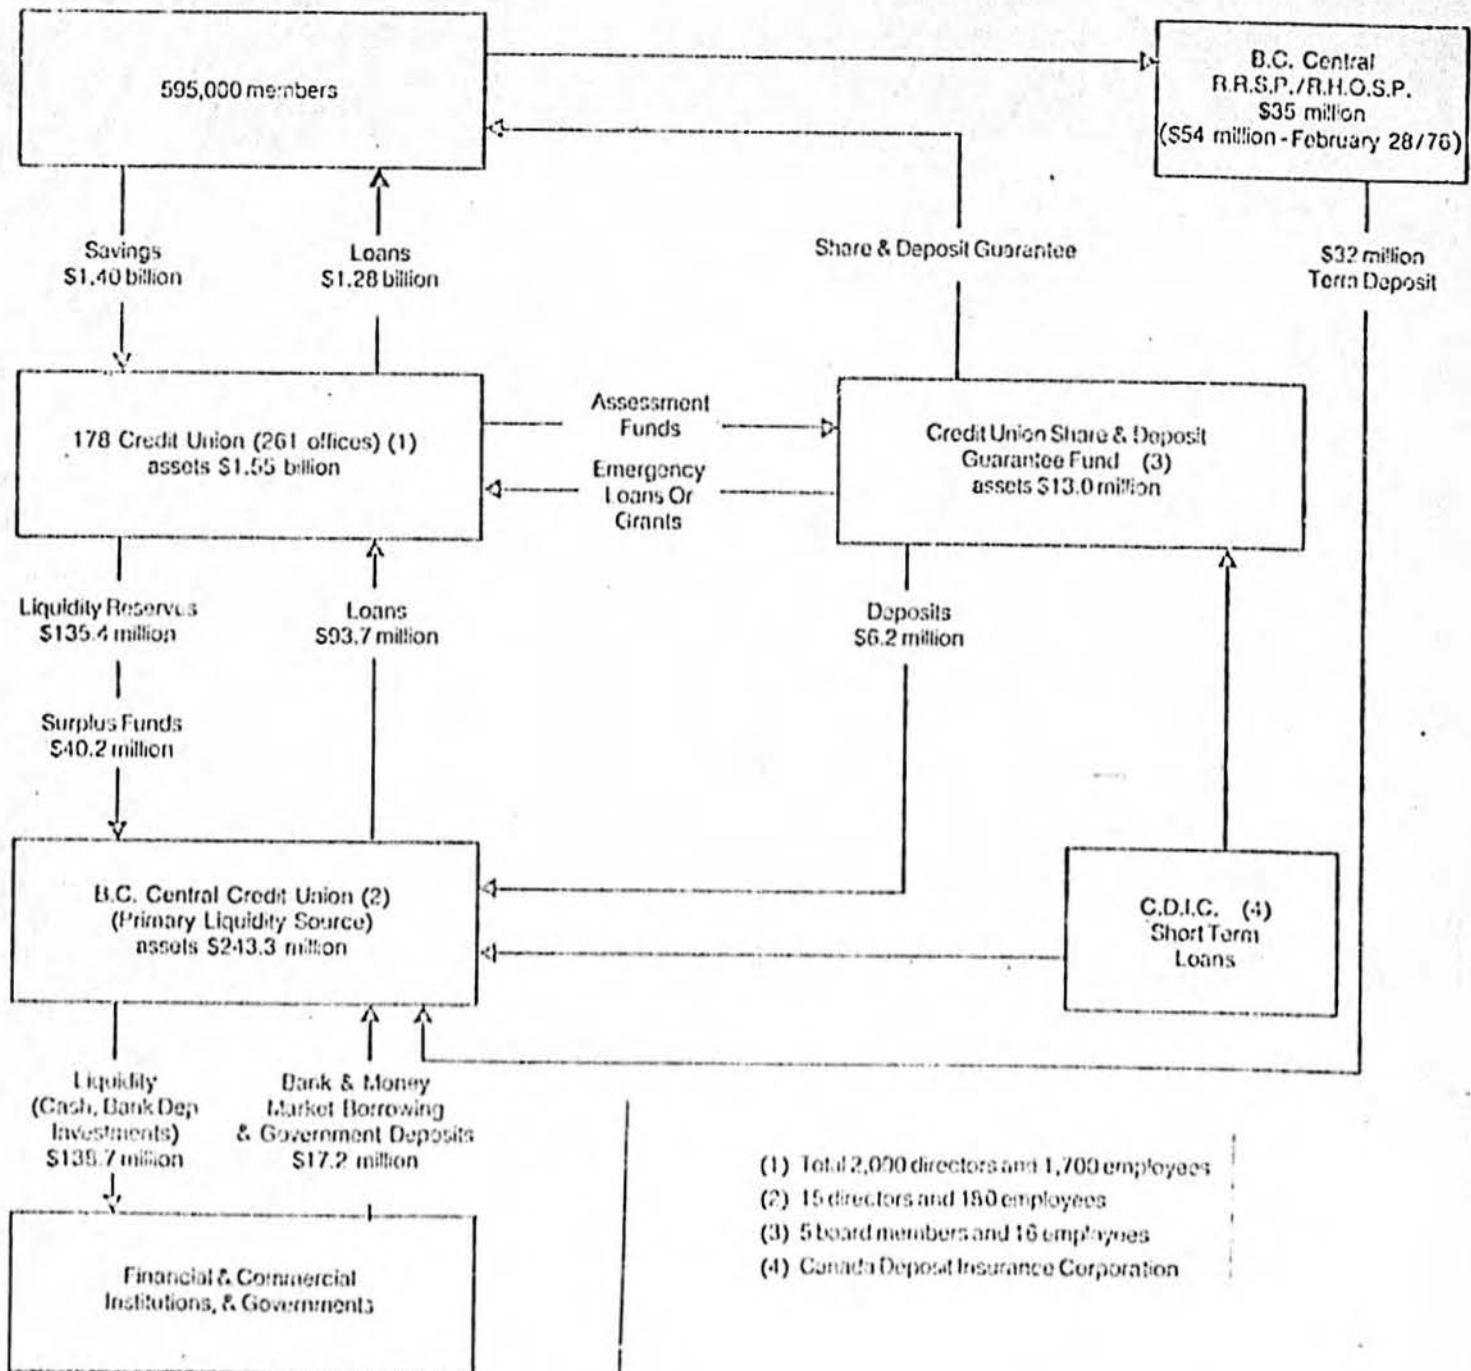 595,000 members
B.C. Central
R.R.S.P./R.H.O.S.P.
$35 million
($54 million - February 28/76)
Savings
$1.40 billion
Loans
$1.28 billion
Share & Deposit Guarantee
$32 million
Term Deposit
178 Credit Union (261 offices) (1)
assets $1.55 billion
Assessment
Funds
Emergency
Loans Or
Grants
Credit Union Share & Deposit
Guarantee Fund (3)
assets $13.0 million
Liquidity Reserves
$135.4 million
Loans
$93.7 million
Deposits
$6.2 million
Surplus Funds
$40.2 million
B.C. Central Credit Union (2)
(Primary Liquidity Source)
assets $243.3 million
C.D.I.C. (4)
Short Term
Loans
Liquidity
(Cash, Bank Dep
Investments)
million
Bank & Money
Market Borrowing
& Government Deposits
$17.2 million
(1) Total 2,000 directors and 1,700 employees
(2) 15 directors and employees
(3) 5 board members and 16 employees
(4) Canada Deposit Insurance Corporation
Financial & Commercial
Institutions, & Governments